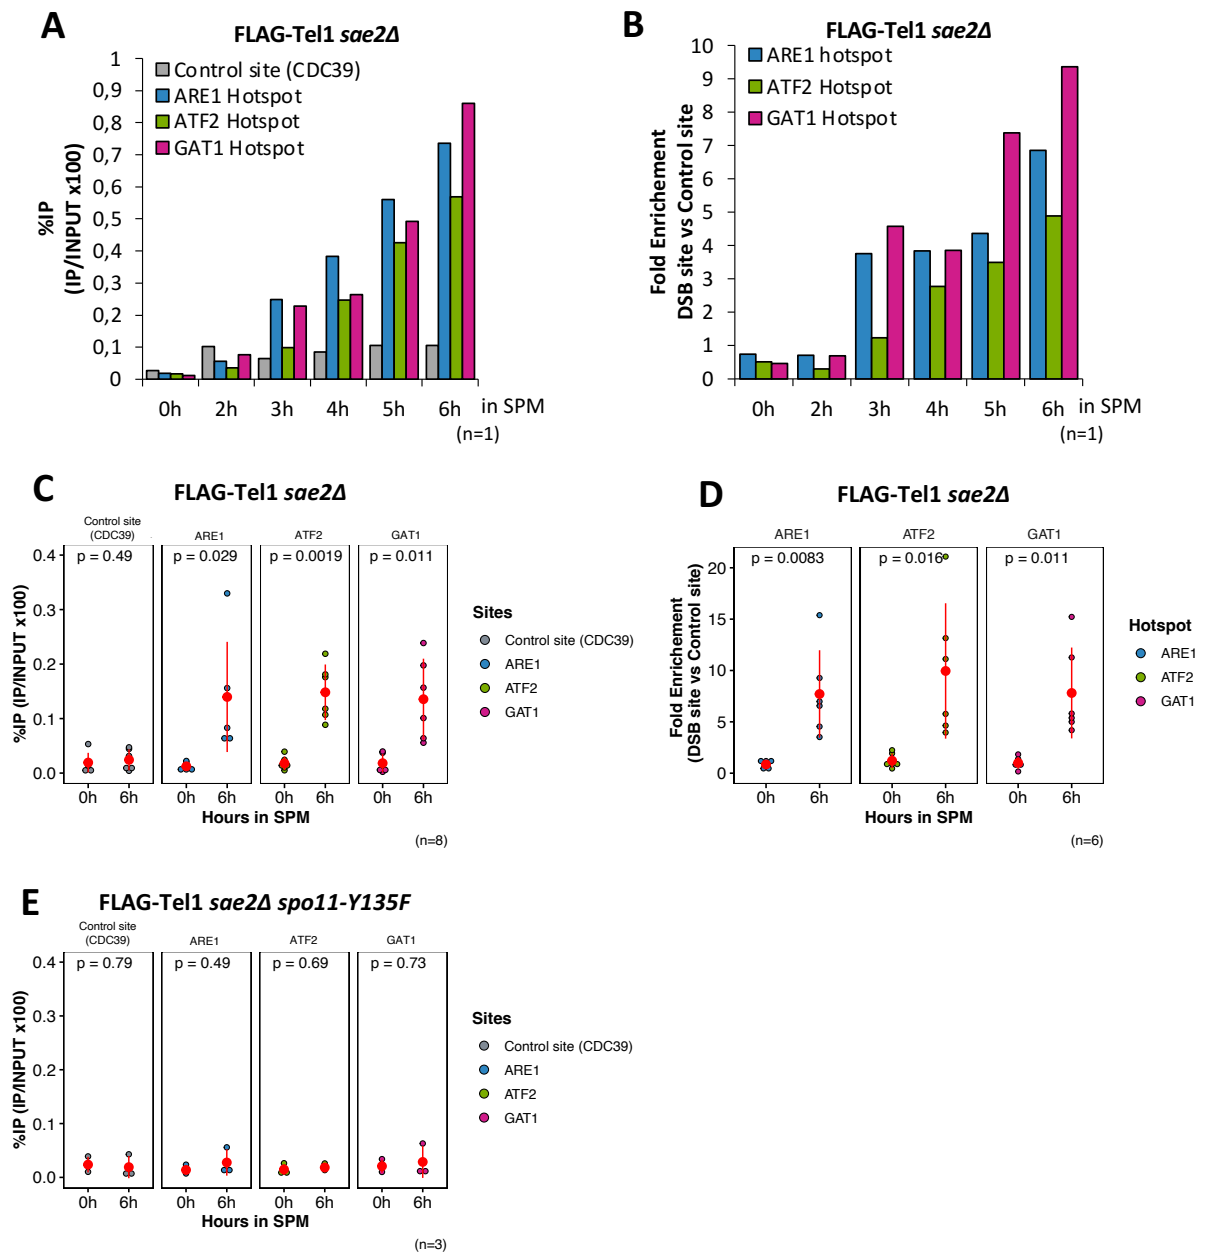 A
FLAG-Tel1 sae2Δ
%IP
(IP/INPUT x100)
1
0,9
0,8
0,7
0,6
0,5
0,4
0,3
0,2
0,1
0
Control site (CDC39)
ARE1 Hotspot
ATF2 Hotspot
GAT1 Hotspot
0h 2h 3h 4h 5h 6h in SPM
(n=1)
B
FLAG-Tel1 sae2Δ
Fold Enrichement
DSB site vs Control site
10
9
8
7
6
5
4
3
2
1
0
ARE1 hotspot
ATF2 Hotspot
GAT1 Hotspot
0h 2h 3h 4h 5h 6h in SPM
(n=1)
C
FLAG-Tel1 sae2Δ
Control site
(CDC39) ARE1 ATF2 GAT1
p = 0.49 p = 0.029 p = 0.0019 p = 0.011
%IP (IP/INPUT x100)
0.4
0.3
0.2
0.1
0.0
0h 6h 0h 6h 0h 6h 0h 6h
Hours in SPM
(n=8)
Sites
Control site (CDC39)
ARE1
ATF2
GAT1
D
FLAG-Tel1 sae2Δ
ARE1 ATF2 GAT1
p = 0.0083 p = 0.016 p = 0.011
Fold Enrichement
(DSB site vs Control site)
20
15
10
5
0
0h 6h 0h 6h 0h 6h
Hours in SPM
(n=6)
Hotspot
ARE1
ATF2
GAT1
E
FLAG-Tel1 sae2Δ spo11-Y135F
Control site
(CDC39) ARE1 ATF2 GAT1
p = 0.79 p = 0.49 p = 0.69 p = 0.73
%IP (IP/INPUT x100)
0.4
0.3
0.2
0.1
0.0
0h 6h 0h 6h 0h 6h 0h 6h
Hours in SPM
(n=3)
Sites
Control site (CDC39)
ARE1
ATF2
GAT1